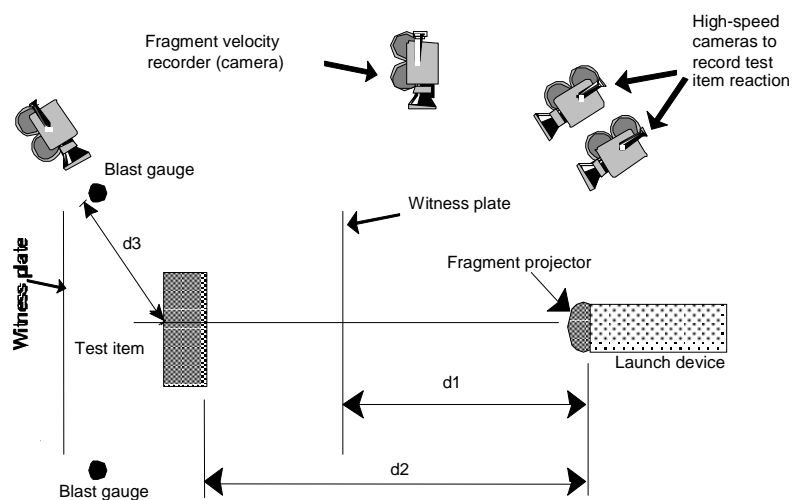 Fragment velocity
recorder (camera)
High-speed
cameras to
record test
item reaction
Blast gauge
Witness plate
d3
Witness plate
Fragment projector
Test item
Launch device
d1
d2
Blast gauge